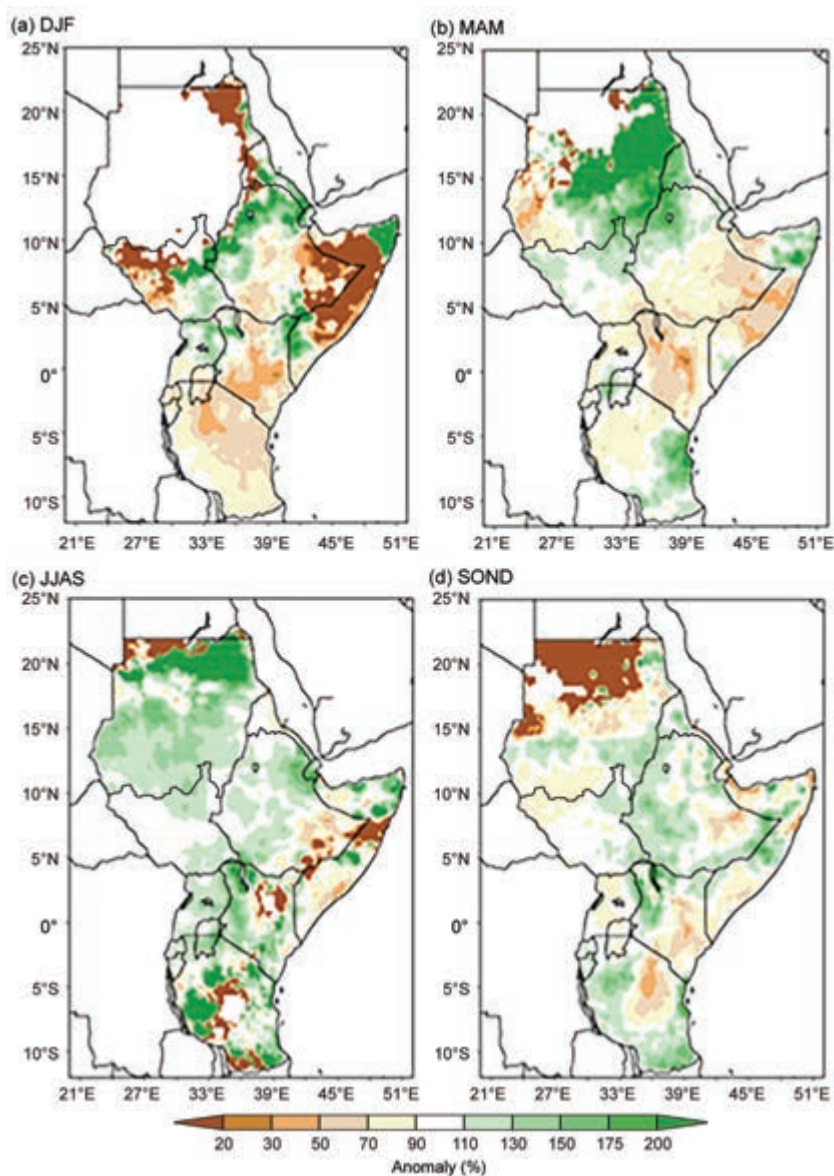 (a) DJF
(b) MAM
25°N
20°N
15°N
10°N
5°N
0°
5°S
10°S
21°E 27°E 33°E 39°E 45°E 51°E
25°N
20°N
15°N
10°N
5°N
0°
5°S
10°S
21°E 27°E 33°E 39°E 45°E 51°E
(c) JJAS
(d) SOND
25°N
20°N
15°N
10°N
5°N
0°
5°S
10°S
21°E 27°E 33°E 39°E 45°E 51°E
25°N
20°N
15°N
10°N
5°N
0°
5°S
10°S
21°E 27°E 33°E 39°E 45°E 51°E
20 30 50 70 90 110 130 150 175 200
Anomaly (%)